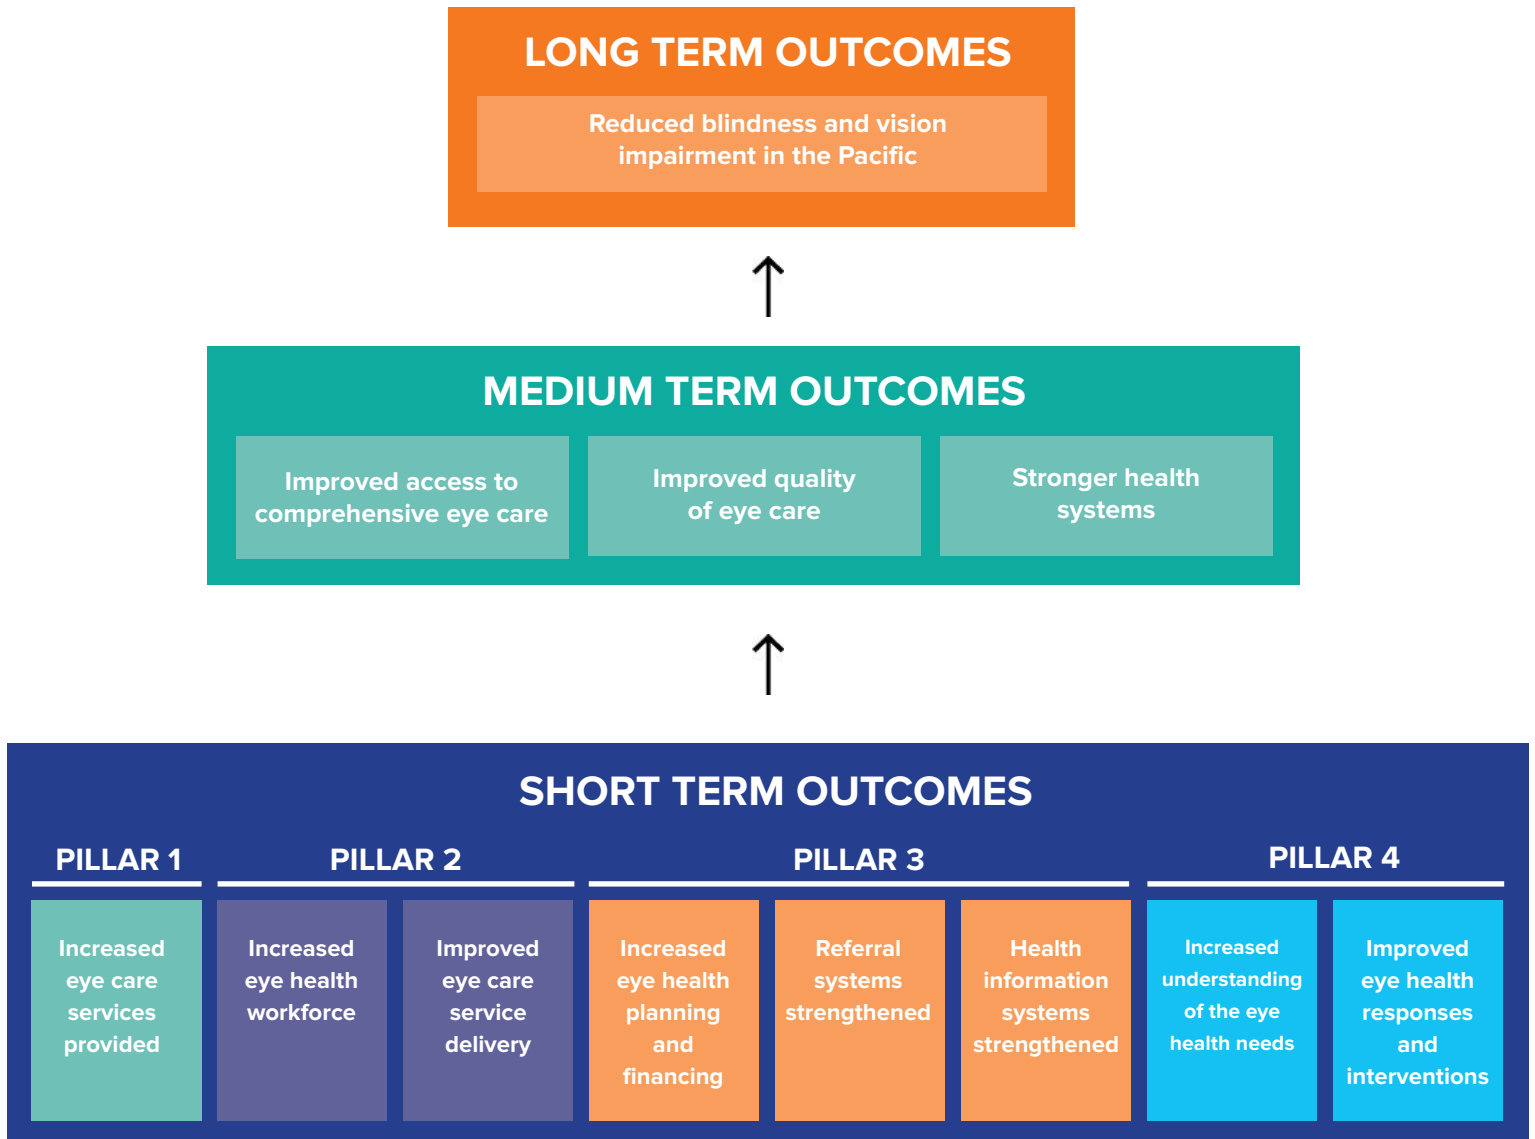 LONG TERM OUTCOMES
Reduced blindness and vision
impairment in the Pacific
MEDIUM TERM OUTCOMES
Improved access to
comprehensive eye care
Improved quality
of eye care
Stronger health
systems
SHORT TERM OUTCOMES
PILLAR 1
Increased
eye care
services
provided
PILLAR 2
Increased
eye health
workforce
Improved
eye care
service
delivery
PILLAR 3
Increased
eye health
planning
and
financing
Referral
systems
strengthened
Health
information
systems
strengthened
PILLAR 4
Increased
understanding
of the eye
health needs
Improved
eye health
responses
and
interventions